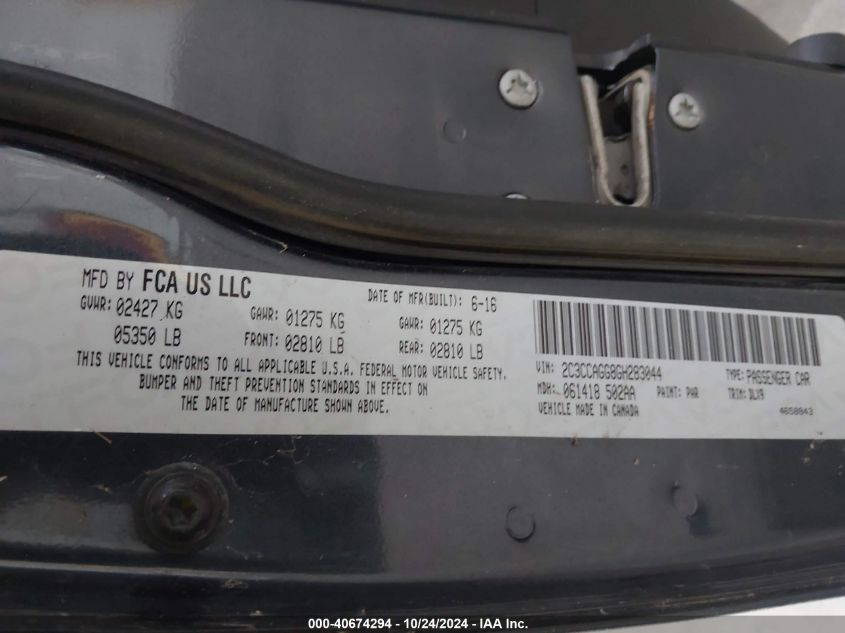 MFD BY FCA US LLC
DATE OF MFR(BUILT): 6-16
GVWR: 02427 KG GAWR: 01275 KG GAWR: 01275 KG
05350 LB FRONT: 02810 LB REAR: 02810 LB
THIS VEHICLE CONFORMS TO ALL APPLICABLE U.S.A. FEDERAL MOTOR VEHICLE SAFETY,
BUMPER AND THEFT PREVENTION STANDARDS IN EFFECT ON
THE DATE OF MANUFACTURE SHOWN ABOVE.
VIN: 2C3CCAGG8GH283044 TYPE: PASSENGER CAR
MDH: 061418 502AA PAINT: PAR TRIM: DLV9
VEHICLE MADE IN CANADA 4658843
000-40674294 - 10/24/2024 - IAA Inc.